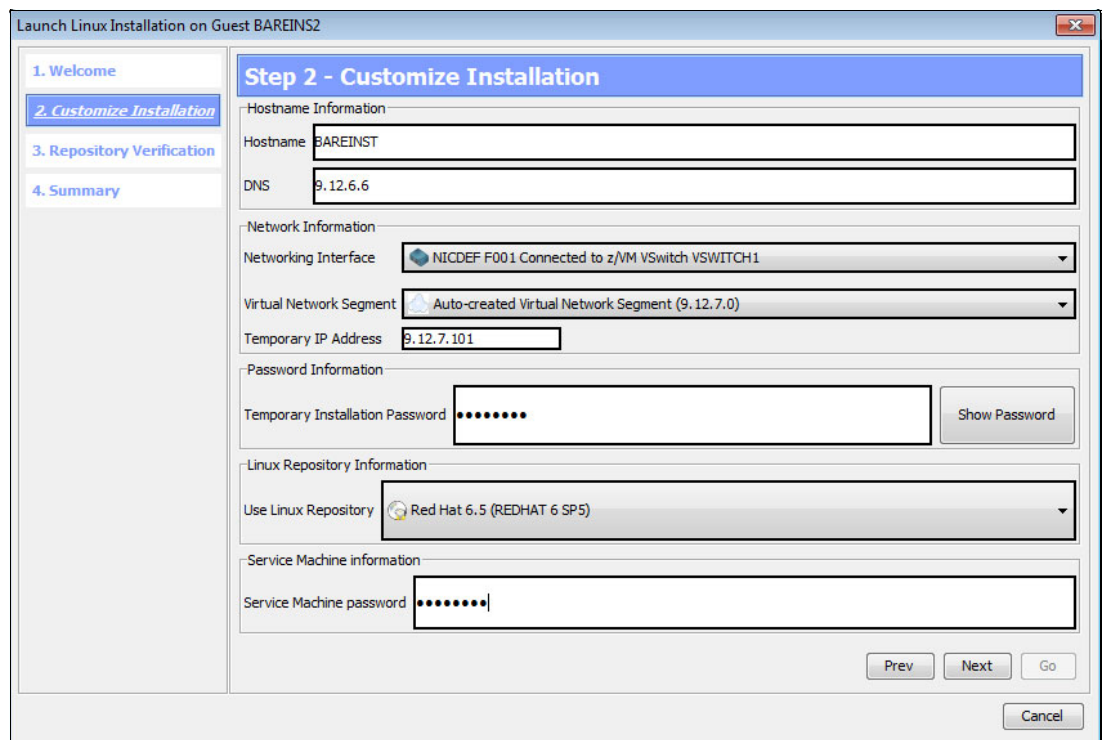 Launch Linux Installation on Guest BAREINS2
1. Welcome
2. Customize Installation
3. Repository Verification
4. Summary
Step 2 - Customize Installation
Hostname Information
Hostname BAREINST
DNS 9.12.6.6
Network Information
Networking Interface NICDEF F001 Connected to z/VM VSwitch VSWITCH1
Virtual Network Segment Auto-created Virtual Network Segment (9.12.7.0)
Temporary IP Address 9.12.7.101
Password Information
Temporary Installation Password •••••••• Show Password
Linux Repository Information
Use Linux Repository Red Hat 6.5 (REDHAT 6 SP5)
Service Machine information
Service Machine password ••••••••
Prev Next Go
Cancel